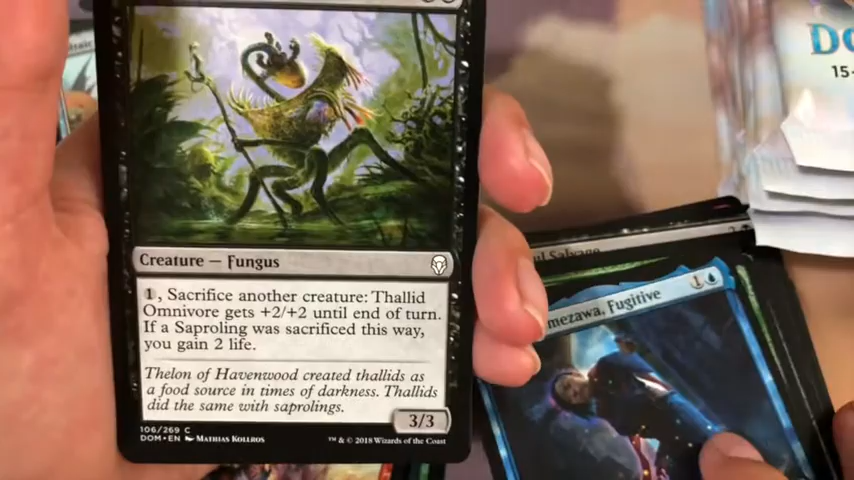 Creature — Fungus
1, Sacrifice another creature: Thallid
Omnivore gets +2/+2 until end of turn.
If a Saproling was sacrificed this way,
you gain 2 life.
Thelon of Havenwood created thallids as
a food source in times of darkness. Thallids
did the same with saprolings.
3/3
106/269 C
DOM • EN MATHIAS KOLLROS
™ & © 2018 Wizards of the Coast
Salvage
Fugitive
1
15-